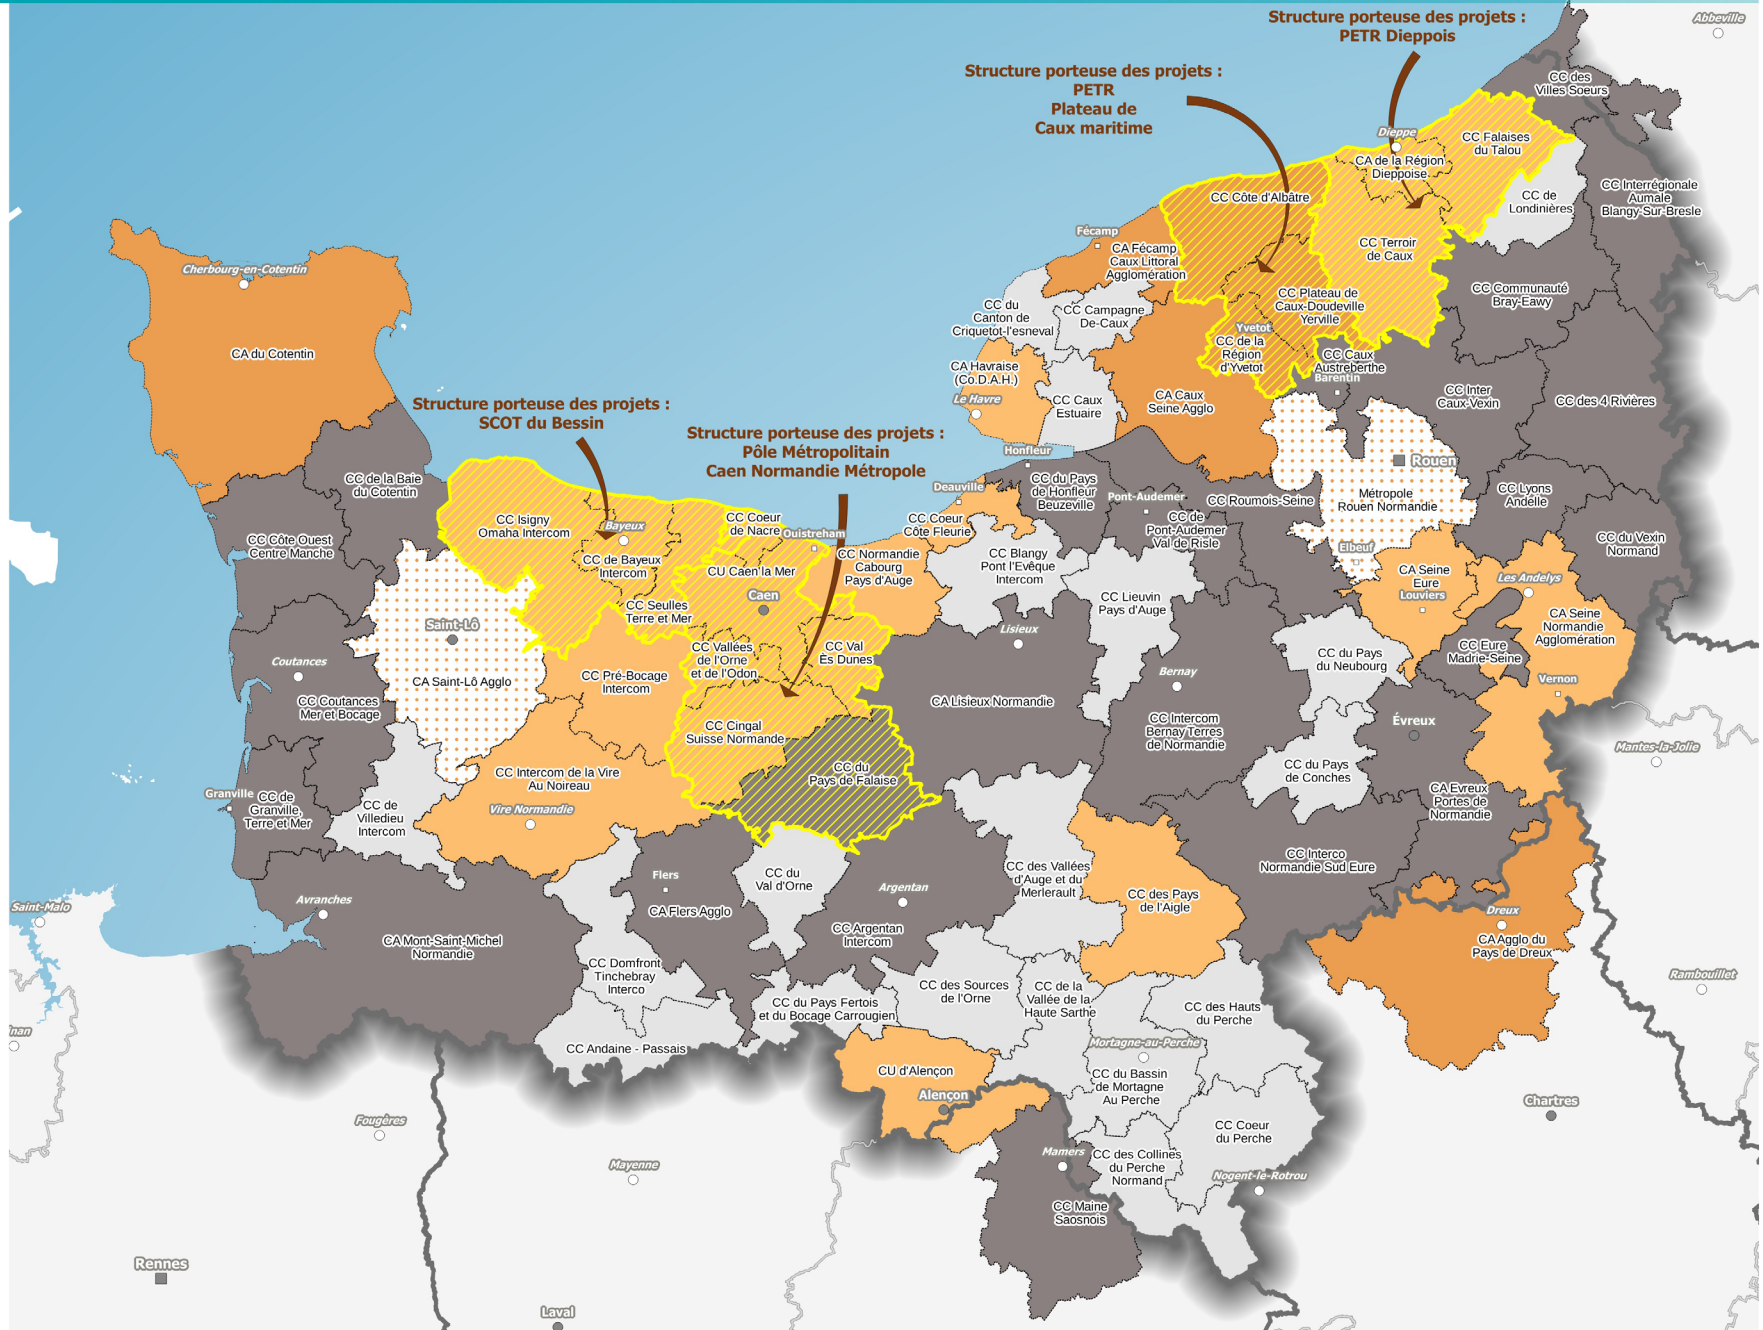 Structure porteuse des projets :
PETR Dieppois
Abbeville
Structure porteuse des projets :
PETR
Plateau de
Caux maritime
CC des
Villes Soeurs
Dieppe
CC Falaises
du Talou
CA de la Région
Dieppoise
CC Interrégionale
Aumale
Blangy-Sur-Bresle
CC de
Londinières
CC Côte d'Albâtre
Fécamp
CA Fécamp
Caux Littoral
Agglomération
CC Terroir
de Caux
Cherbourg-en-Cotentin
CC Communauté
Bray-Eawy
CC Plateau de
Caux-Doudeville
Yerville
CC du
Canton de
Criquetot-l'esneval
CC Campagne
De-Caux
Yvetot
CC de la
Région
d'Yvetot
CA du Cotentin
CC Caux
Austreberthe
Barentin
CA Havraise
(Co.D.A.H.)
Le Havre
CC Caux
Estuaire
CA Caux
Seine Agglo
CC Inter
Caux-Vexin
CC des 4 Rivières
Structure porteuse des projets :
SCOT du Bessin
Structure porteuse des projets :
Pôle Métropolitain
Caen Normandie Métropole
Honfleur
Rouen
CC de la Baie
du Cotentin
Deauville
CC du Pays
de Honfleur
Beuzeville
Pont-Audemer
CC Roumois-Seine
Métropole
Rouen Normandie
CC Lyons
Andelle
CC Isigny
Omaha Intercom
Bayeux
CC Coeur
de Nacre
Ouistreham
CC Coeur
Côte Fleurie
CC de
Pont-Audemer
Val de Risle
CC Côte Ouest
Centre Manche
CC de Bayeux
Intercom
CU Caen la Mer
CC Normandie
Cabourg
Pays d'Auge
CC Blangy
Pont l'Evêque
Intercom
Elbeuf
CC du Vexin
Normand
CA Seine
Eure
Louviers
Les Andelys
Caen
CC Seulles
Terre et Mer
CC Lieuvin
Pays d'Auge
CA Seine
Normandie
Agglomération
Saint-Lô
Lisieux
CC Vallées
de l'Orne
et de l'Odon
CC Val
Ès Dunes
CC Eure
Madrie-Seine
CC du Pays
du Neubourg
Coutances
CA Saint-Lô Agglo
CC Pré-Bocage
Intercom
Bernay
Vernon
CC Coutances
Mer et Bocage
CA Lisieux Normandie
CC Cingal
Suisse Normande
CC Intercom
Bernay Terres
de Normandie
Évreux
Mantes-la-Jolie
CC Intercom de la Vire
Au Noireau
CC du
Pays de Falaise
CC du Pays
de Conches
Granville
CC de
Granville,
Terre et Mer
CC de
Villedieu
Intercom
Vire Normandie
CA Evreux
Portes de
Normandie
CC Interco
Normandie Sud Eure
CC du
Val d'Orne
CC des Vallées
d'Auge et du
Merlerault
Flers
Argentan
CC des Pays
de l'Aigle
Saint-Malo
Avranches
CA Flers Agglo
Dreux
CA Mont-Saint-Michel
Normandie
CC Argentan
Intercom
CA Agglo du
Pays de Dreux
CC Domfront
Tinchebray
Interco
CC des Sources
de l'Orne
CC de la
Vallée de la
Haute Sarthe
Rambouillet
CC du Pays Fertois
et du Bocage Carrougien
CC des Hauts
du Perche
CC Andaine - Passais
Mortagne-au-Perche
CU d'Alençon
Alençon
CC du Bassin
de Mortagne
Au Perche
Chartres
Fougères
CC Coeur
du Perche
Mayenne
Mamers
CC des Collines
du Perche
Normand
Nogent-le-Rotrou
CC Maine
Saosnois
Rennes
Laval